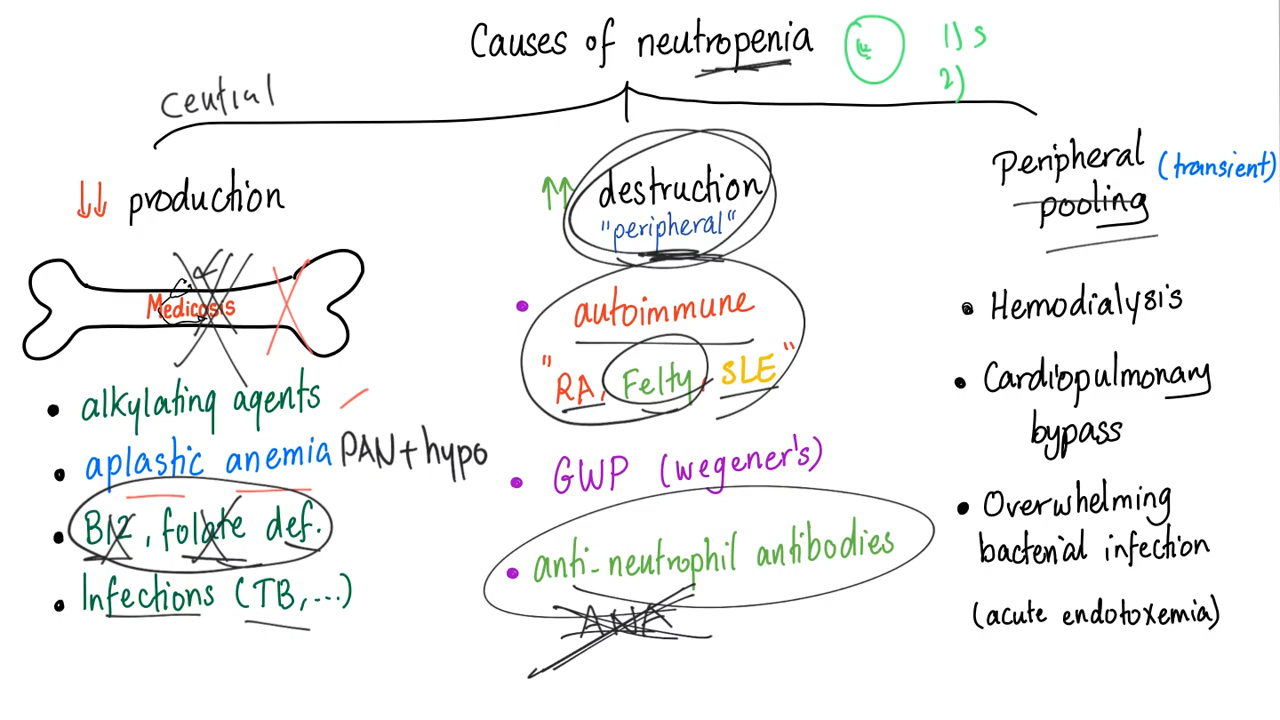 Causes of neutropenia
1) S
2)
Central
↓↓ production
Medicosis
• alkylating agents
• aplastic anemia PAN + hypo
• B12, folate def.
• Infections (TB, ...)
↑↑ destruction
"peripheral"
• autoimmune
"RA, Felty, SLE"
• GWP (wegener's)
• anti-neutrophil antibodies
ANA
Peripheral (transient)
pooling
• Hemodialysis
• Cardiopulmonary
bypass
• Overwhelming
bacterial infection
(acute endotoxemia)